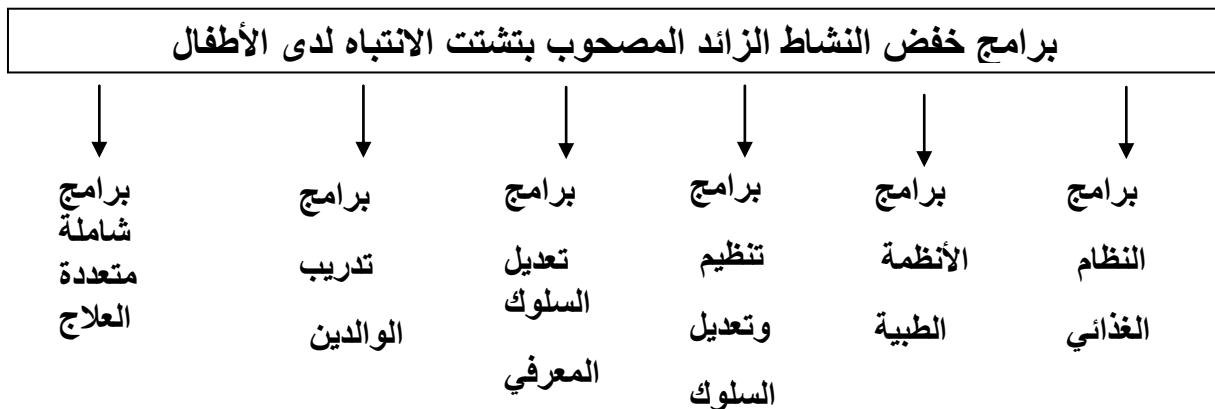 برامج خفض النشاط الزائد المصحوب بتشتت الانتباه لدى الأطفال
برامج
النظام
الغذائي
برامج
الأنظمة
الطبية
برامج
تنظيم
وتعديل
السلوك
برامج
تعديل
السلوك
المعرفي
برامج
تدريب
الوالدين
برامج
شاملة
متعددة
العلاج